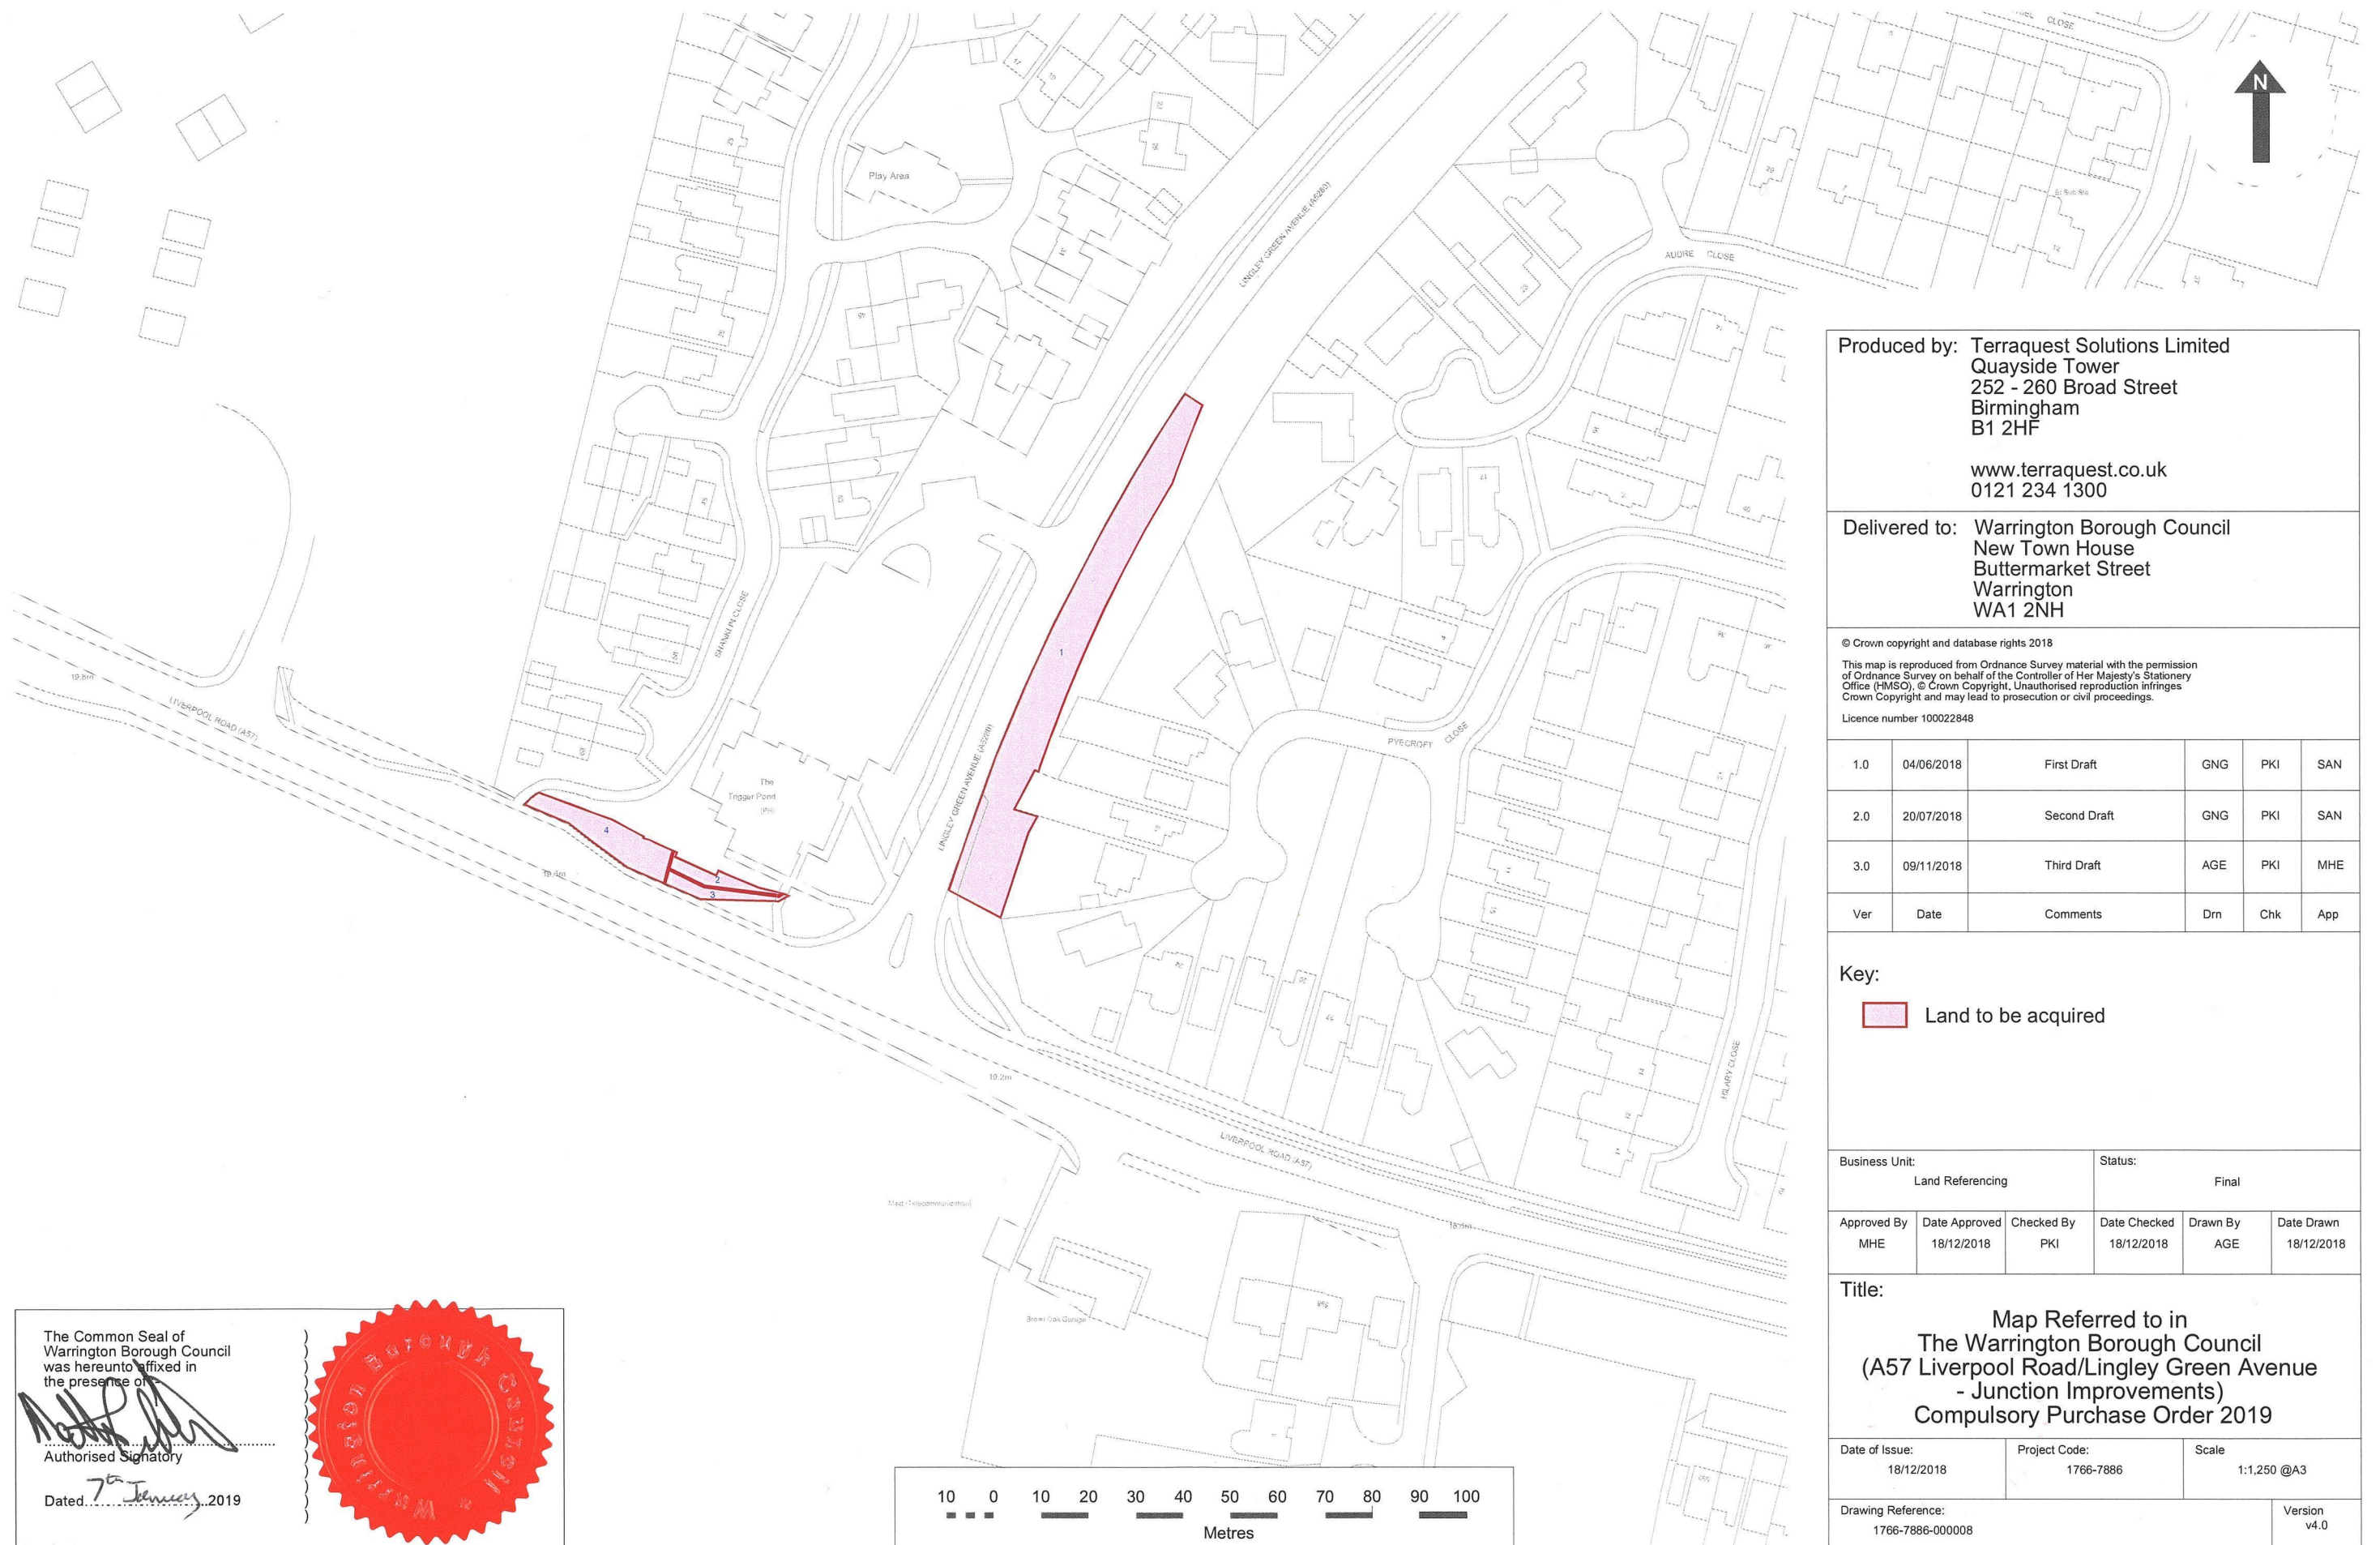 CLOSE
N
Play Area
LINGLEY GREEN AVENUE (A5280)
El Sub Sta
AUDRE CLOSE
SHANKLIN CLOSE
19.8m
LIVERPOOL ROAD (A57)
1
PYECROFT CLOSE
The
Trigger Pond
(PH)
LINGLEY GREEN AVENUE (A5280)
4
2
3
19.2m
LIVERPOOL ROAD (A57)
HILARY CLOSE
Mast (Telecommunication)
Produced by: Terraquest Solutions Limited
Quayside Tower
252 - 260 Broad Street
Birmingham
B1 2HF
www.terraquest.co.uk
0121 234 1300
Delivered to: Warrington Borough Council
New Town House
Buttermarket Street
Warrington
WA1 2NH
© Crown copyright and database rights 2018
This map is reproduced from Ordnance Survey material with the permission
of Ordnance Survey on behalf of the Controller of Her Majesty's Stationery
Office (HMSO), © Crown Copyright, Unauthorised reproduction infringes
Crown Copyright and may lead to prosecution or civil proceedings.
Licence number 100022848
1.0 04/06/2018 First Draft GNG PKI SAN
2.0 20/07/2018 Second Draft GNG PKI SAN
3.0 09/11/2018 Third Draft AGE PKI MHE
Ver Date Comments Drn Chk App
Key:
Land to be acquired
Business Unit: Status:
Land Referencing Final
Approved By Date Approved Checked By Date Checked Drawn By Date Drawn
MHE 18/12/2018 PKI 18/12/2018 AGE 18/12/2018
Title:
Map Referred to in
The Warrington Borough Council
(A57 Liverpool Road/Lingley Green Avenue
- Junction Improvements)
Compulsory Purchase Order 2019
Date of Issue: Project Code: Scale
18/12/2018 1766-7886 1:1,250 @A3
Drawing Reference: Version
1766-7886-000008 v4.0
The Common Seal of
Warrington Borough Council
was hereunto affixed in
the presence of -
Authorised Signatory
Dated 7th January 2019
Warrington Borough Council
10 0 10 20 30 40 50 60 70 80 90 100
Metres